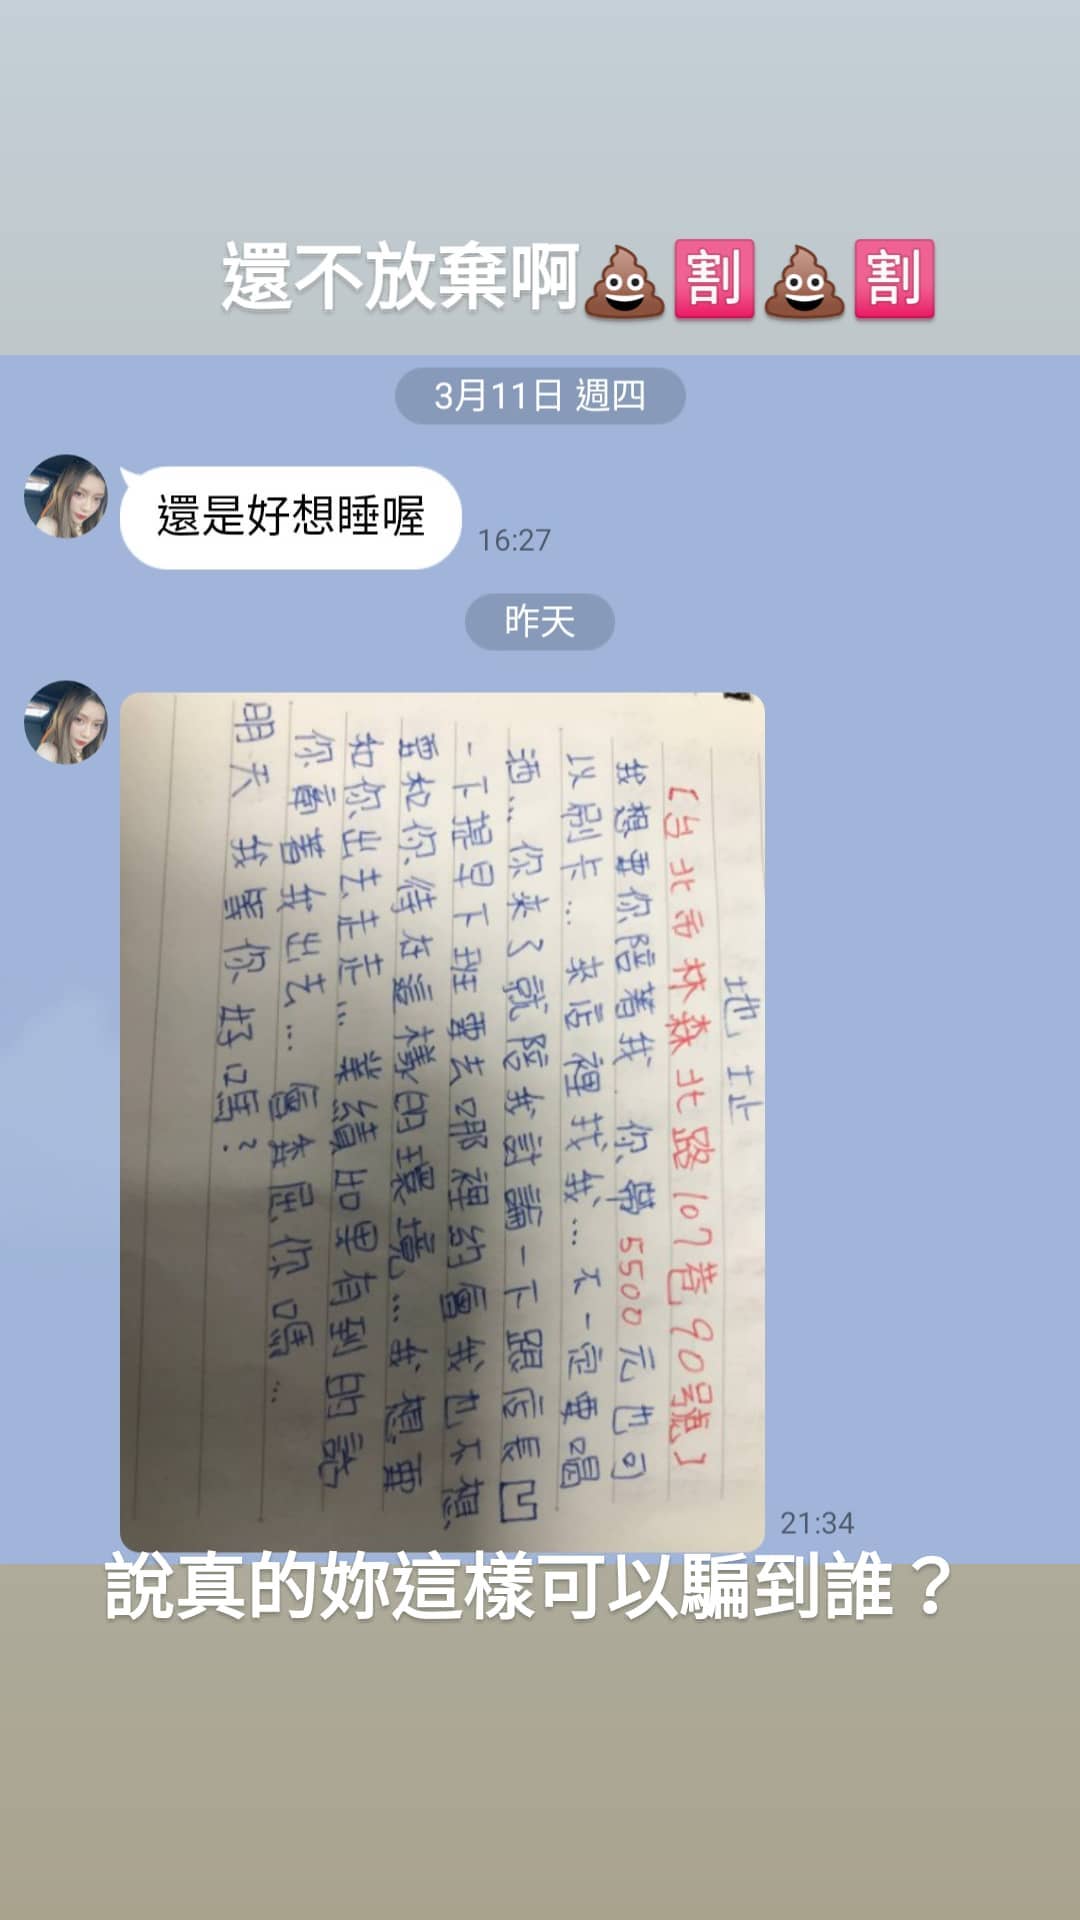 還不放棄啊💩🈹💩🈹
3月11日 週四
還是好想睡喔
16:27
昨天
地址
【台北市林森北路107巷90號】
我想要你陪著我. 你帶5500元也可
以刷卡... 來店裡找我... 不一定要喝
酒... 你來了就陪我討論一下跟店長凹
一下提早下班要去哪裡約會我也不想
要和你待在這樣的環境... 我想要
和你出去走走... 業績如果有到的話
你牽著我出去... 會委屈你嗎...
明天 我等你好嗎?
21:34
說真的妳這樣可以騙到誰？